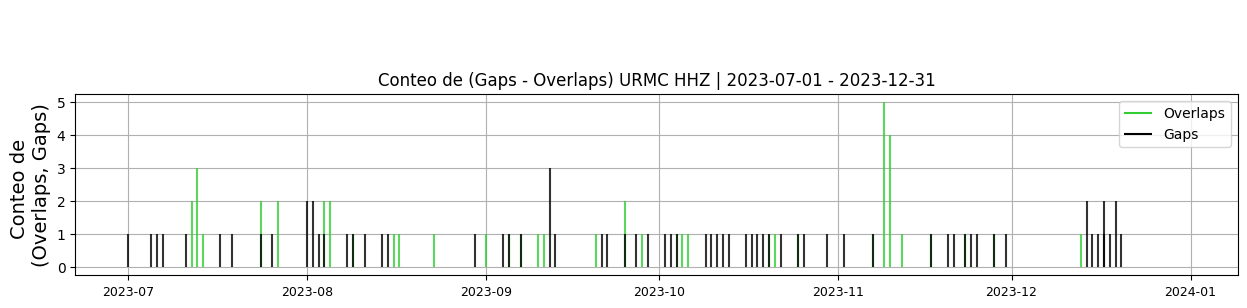 Conteo de (Gaps - Overlaps) URMC HHZ | 2023-07-01 - 2023-12-31
Conteo de
(Overlaps, Gaps)
5
4
3
2
1
0
Overlaps
Gaps
2023-07
2023-08
2023-09
2023-10
2023-11
2023-12
2024-01